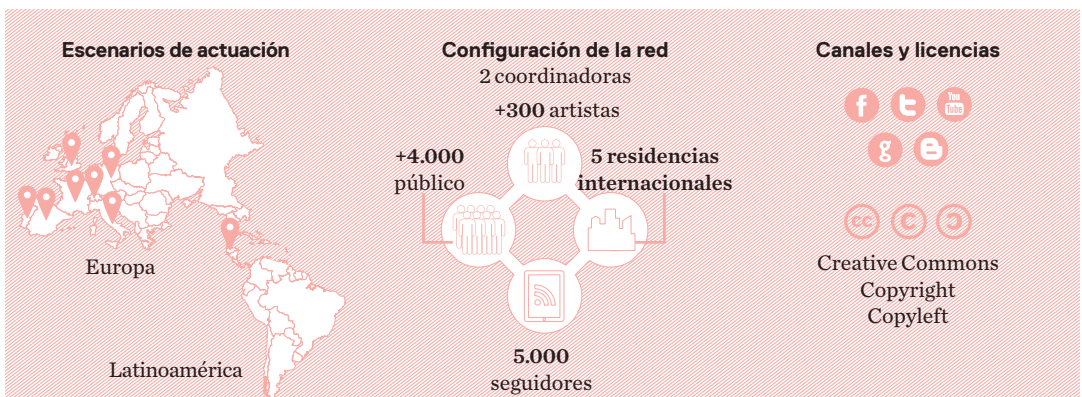 Escenarios de actuación
Europa
Latinoamérica
Configuración de la red
2 coordinadoras
+300 artistas
+4.000
público
5 residencias
internacionales
5.000
seguidores
Canales y licencias
f
t
You
Tube
g
B
cc
C
Ɔ
Creative Commons
Copyright
Copyleft